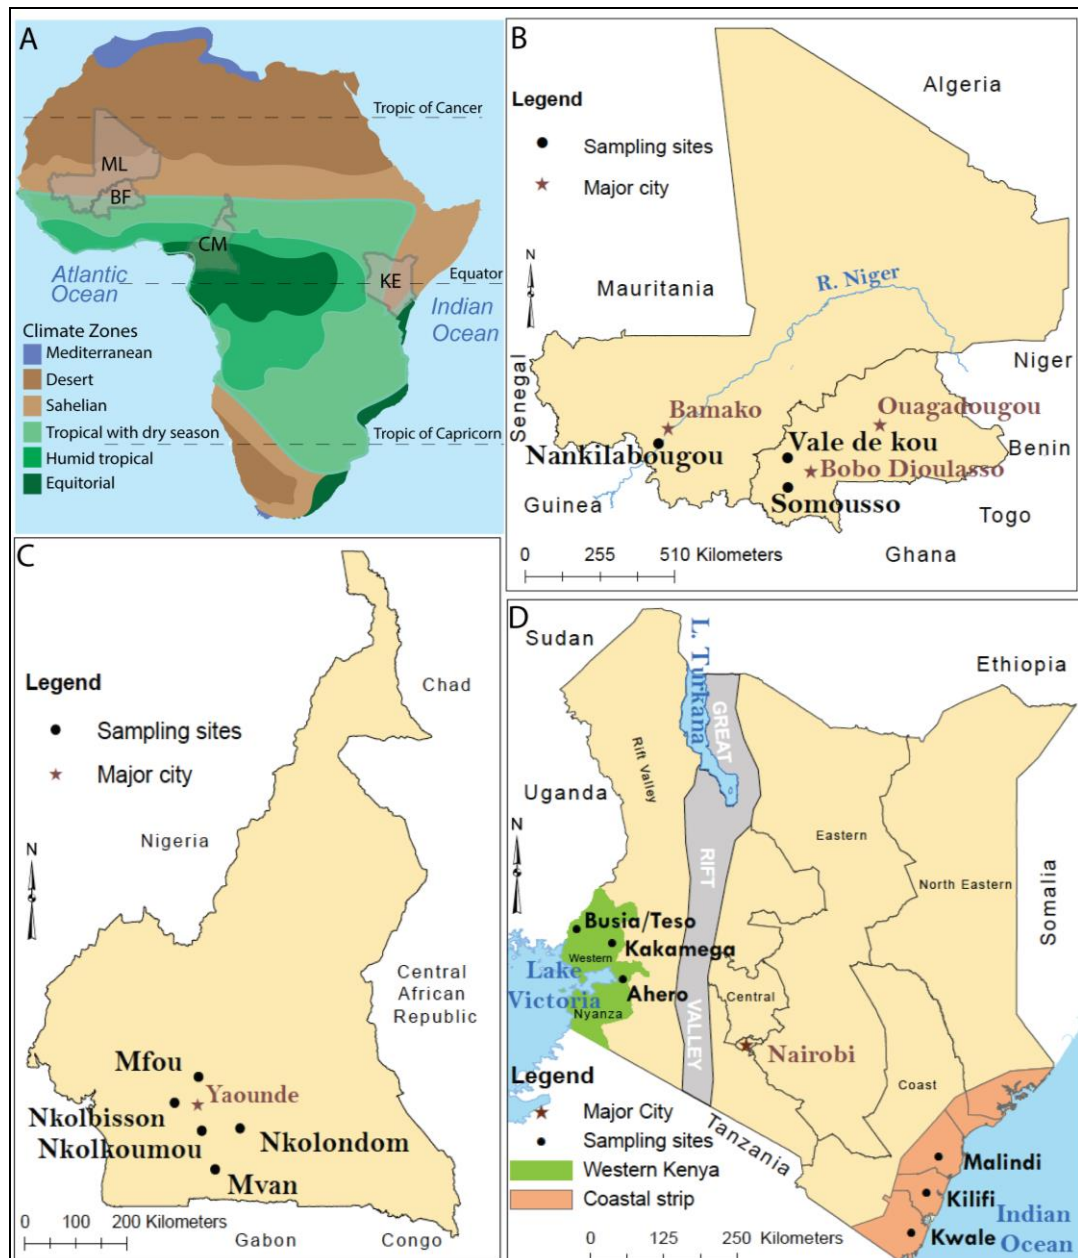 A
Tropic of Cancer
ML
BF
CM
KE
Equator
Atlantic
Ocean
Indian
Ocean
Climate Zones
Mediterranean
Desert
Sahelian
Tropical with dry season
Humid tropical
Equitorial
Tropic of Capricorn
B
Legend
Sampling sites
Major city
N
Algeria
Mauritania
R. Niger
Senegal
Niger
Bamako
Ouagadougou
Nankilabougou
Vale de kou
Benin
Bobo Dioulasso
Guinea
Somousso
Togo
Ghana
0 255 510 Kilometers
C
Legend
Sampling sites
Major city
N
Chad
Nigeria
Central
African
Republic
Mfou
Yaounde
Nkolbisson
Nkolkoumou
Nkolondom
Mvan
0 100 200 Kilometers
Gabon
Congo
D
Sudan
L. Turkana
Ethiopia
GREAT
RIFT
VALLEY
Rift Valley
Uganda
N
Eastern
North Eastern
Somalia
Busia/Teso
Kakamega
Western
Lake
Victoria
Ahero
Nyanza
Central
Nairobi
Coast
Tanzania
Legend
Major City
Sampling sites
Western Kenya
Coastal strip
Malindi
Kilifi
Kwale
Indian
Ocean
0 125 250 Kilometers